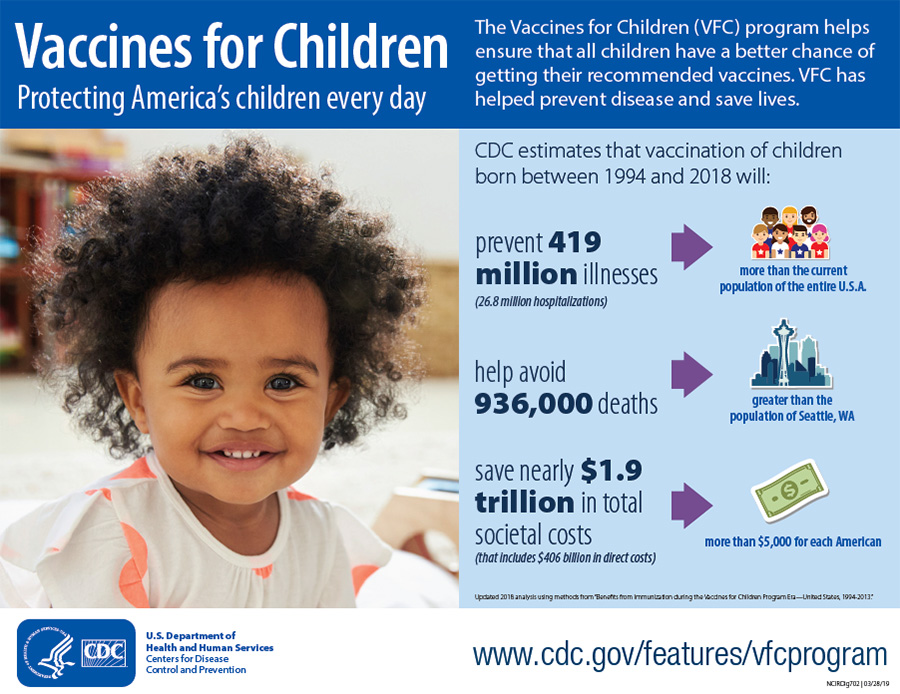 Vaccines for Children
Protecting America's children every day
The Vaccines for Children (VFC) program helps
ensure that all children have a better chance of
getting their recommended vaccines. VFC has
helped prevent disease and save lives.
CDC estimates that vaccination of children
born between 1994 and 2018 will:
prevent 419
million illnesses
(26.8 million hospitalizations)
more than the current
population of the entire U.S.A.
help avoid
936,000 deaths
greater than the
population of Seattle, WA
save nearly $1.9
trillion in total
societal costs
(that includes $406 billion in direct costs)
$
more than $5,000 for each American
Updated 2018 analysis using methods from "Benefits from Immunization during the Vaccines for Children Program Era—United States, 1994-2013."
CDC
U.S. Department of
Health and Human Services
Centers for Disease
Control and Prevention
www.cdc.gov/features/vfcprogram
NCIRDig702 | 03/28/19